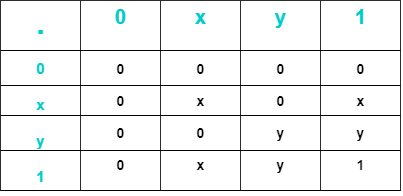 . 0 x y 1
0 0 0 0 0
x 0 x 0 x
y 0 0 y y
1 0 x y 1